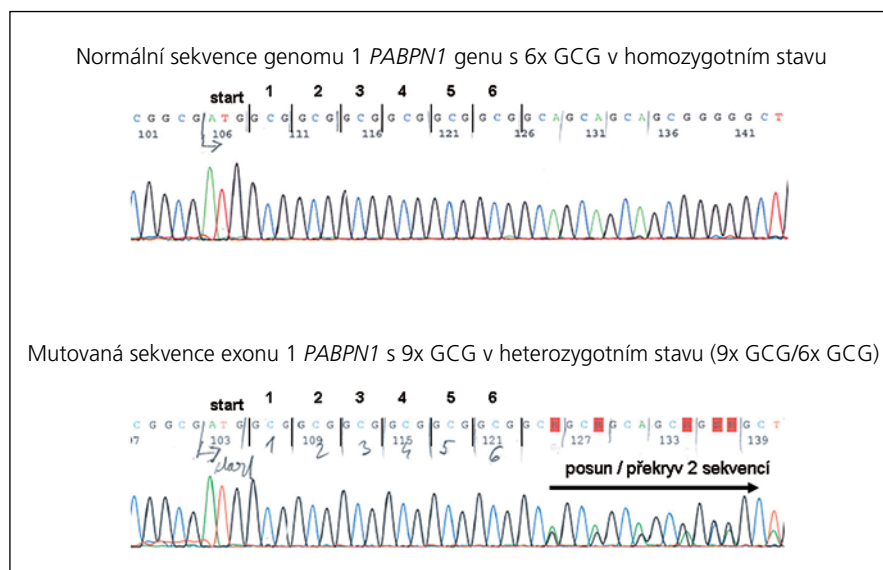 Normální sekvence genomu 1 PABPN1 genu s 6x GCG v homozygotním stavu
start 1 2 3 4 5 6
C G G C G A T G G C G G C G G C G G C G G C G G C G G C A G C A G C A G C G G G G G C T
101 106 111 116 121 126 131 136 141
Mutovaná sekvence exonu 1 PABPN1 s 9x GCG v heterozygotním stavu (9x GCG/6x GCG)
start 1 2 3 4 5 6
C G G C G A T G G C G G C G G C G G C G G C G G C G G C G C G C A G C G G C T
103 109 115 121 127 133 139
1 2 3 4 5 6
posun / překryv 2 sekvencí